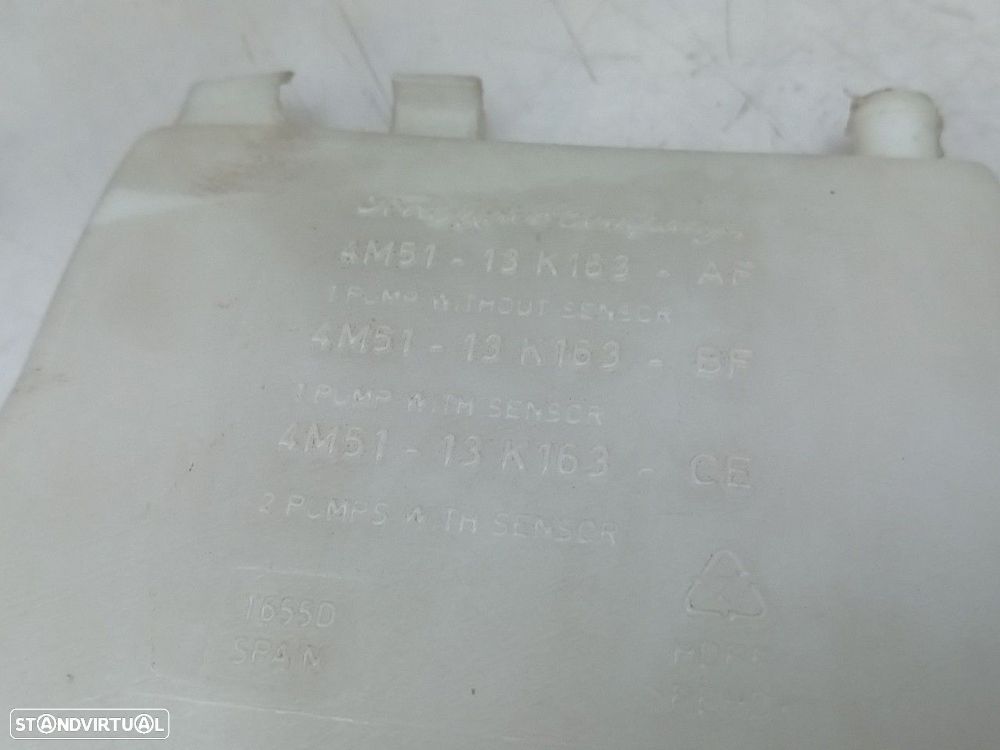 4M51 - 13 K163 - AF
1 PUMP WITHOUT SENSOR
4M51 - 13 K163 - BF
1 PUMP WITH SENSOR
4M51 - 13 K163 - CE
2 PUMPS WITH SENSOR
1655D
SPAIN
STANDVIRTUAL